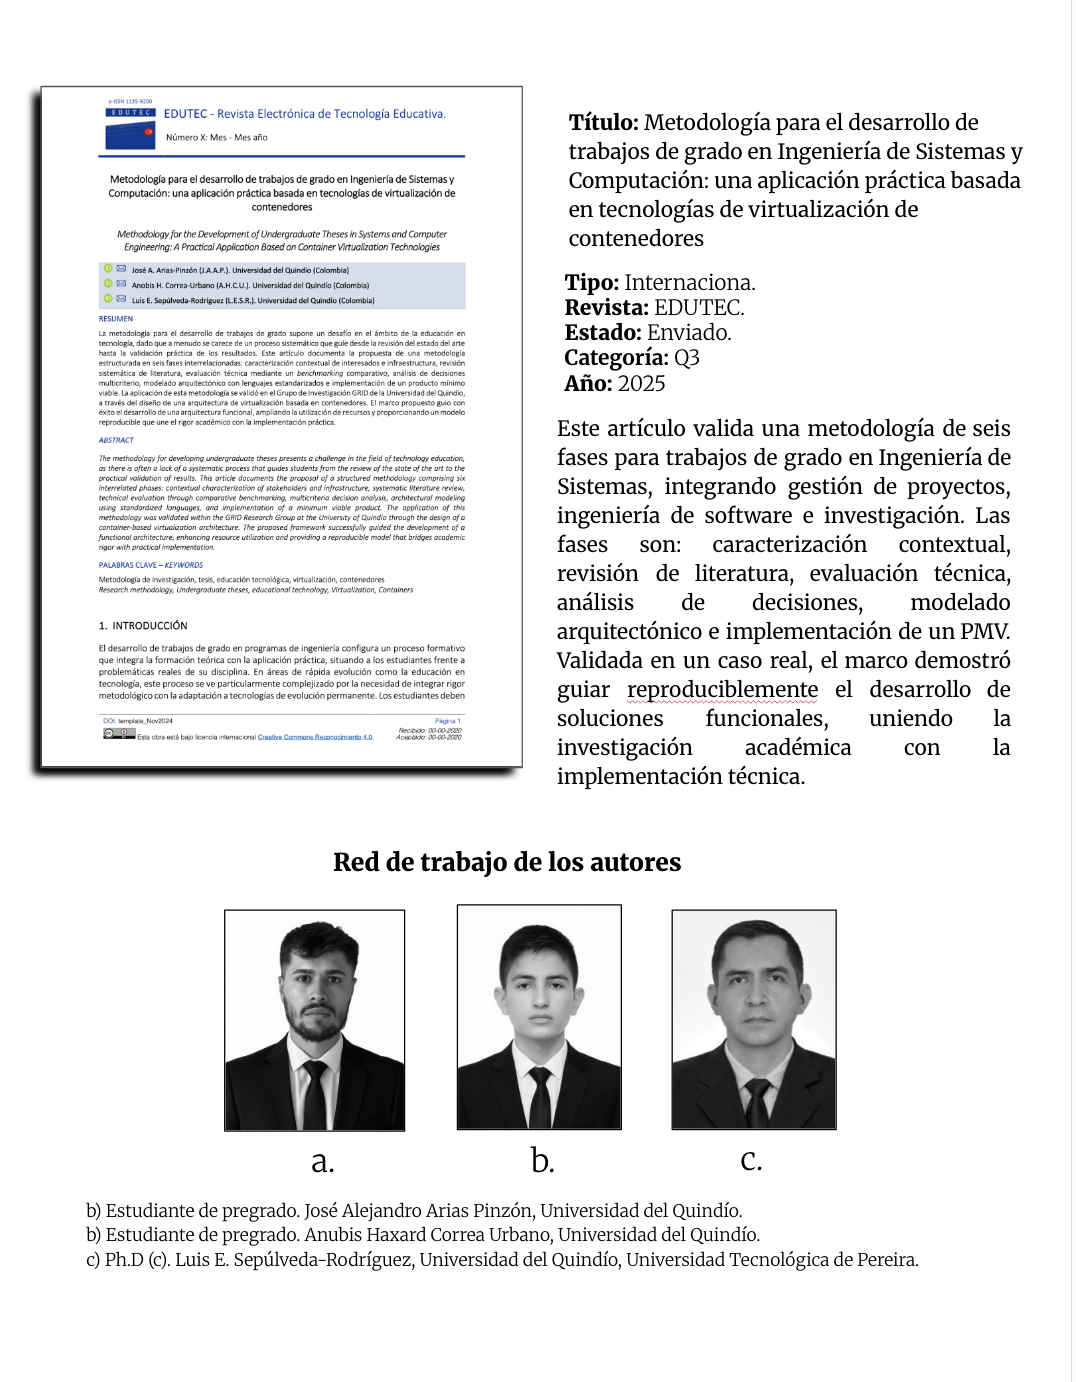 e-ISSN 1135-9250
EDUTEC
EDUTEC - Revista Electrónica de Tecnología Educativa.
Número X: Mes - Mes año
Metodología para el desarrollo de trabajos de grado en Ingeniería de Sistemas y
Computación: una aplicación práctica basada en tecnologías de virtualización de
contenedores
Methodology for the Development of Undergraduate Theses in Systems and Computer
Engineering: A Practical Application Based on Container Virtualization Technologies
José A. Arias-Pinzón (J.A.A.P.). Universidad del Quindío (Colombia)
Anobis H. Correa-Urbano (A.H.C.U.). Universidad del Quindío (Colombia)
Luis E. Sepúlveda-Rodríguez (L.E.S.R.). Universidad del Quindío (Colombia)
RESUMEN
La metodología para el desarrollo de trabajos de grado supone un desafío en el ámbito de la educación en
tecnología, dado que a menudo se carece de un proceso sistemático que guíe desde la revisión del estado del arte
hasta la validación práctica de los resultados. Este artículo documenta la propuesta de una metodología
estructurada en seis fases interrelacionadas: caracterización contextual de interesados e infraestructura, revisión
sistemática de literatura, evaluación técnica mediante un benchmarking comparativo, análisis de decisiones
multicriterio, modelado arquitectónico con lenguajes estandarizados e implementación de un producto mínimo
viable. La aplicación de esta metodología se validó en el Grupo de Investigación GRID de la Universidad del Quindío,
a través del diseño de una arquitectura de virtualización basada en contenedores. El marco propuesto guio con
éxito el desarrollo de una arquitectura funcional, ampliando la utilización de recursos y proporcionando un modelo
reproducible que une el rigor académico con la implementación práctica.
ABSTRACT
The methodology for developing undergraduate theses presents a challenge in the field of technology education,
as there is often a lack of a systematic process that guides students from the review of the state of the art to the
practical validation of results. This article documents the proposal of a structured methodology comprising six
interrelated phases: contextual characterization of stakeholders and infrastructure, systematic literature review,
technical evaluation through comparative benchmarking, multicriteria decision analysis, architectural modeling
using standardized languages, and implementation of a minimum viable product. The application of this
methodology was validated within the GRID Research Group at the University of Quindío through the design of a
container-based virtualization architecture. The proposed framework successfully guided the development of a
functional architecture, enhancing resource utilization and providing a reproducible model that bridges academic
rigor with practical implementation.
PALABRAS CLAVE – KEYWORDS
Metodología de investigación, tesis, educación tecnológica, virtualización, contenedores
Research methodology, Undergraduate theses, educational technology, Virtualization, Containers
1. INTRODUCCIÓN
El desarrollo de trabajos de grado en programas de ingeniería configura un proceso formativo
que integra la formación teórica con la aplicación práctica, situando a los estudiantes frente a
problemáticas reales de su disciplina. En áreas de rápida evolución como la educación en
tecnología, este proceso se ve particularmente complejizado por la necesidad de integrar rigor
metodológico con la adaptación a tecnologías de evolución permanente. Los estudiantes deben
DOI: template_Nov2024
Página 1
Esta obra está bajo licencia internacional Creative Commons Reconocimiento 4.0.
Recibido: 00-00-2020
Aceptado: 00-00-2020
Título: Metodología para el desarrollo de
trabajos de grado en Ingeniería de Sistemas y
Computación: una aplicación práctica basada
en tecnologías de virtualización de
contenedores
Tipo: Internaciona.
Revista: EDUTEC.
Estado: Enviado.
Categoría: Q3
Año: 2025
Este artículo valida una metodología de seis
fases para trabajos de grado en Ingeniería de
Sistemas, integrando gestión de proyectos,
ingeniería de software e investigación. Las
fases son: caracterización contextual,
revisión de literatura, evaluación técnica,
análisis de decisiones, modelado
arquitectónico e implementación de un PMV.
Validada en un caso real, el marco demostró
guiar reproduciblemente el desarrollo de
soluciones funcionales, uniendo la
investigación académica con la
implementación técnica.
Red de trabajo de los autores
a.
b.
c.
b) Estudiante de pregrado. José Alejandro Arias Pinzón, Universidad del Quindío.
b) Estudiante de pregrado. Anubis Haxard Correa Urbano, Universidad del Quindío.
c) Ph.D (c). Luis E. Sepúlveda-Rodríguez, Universidad del Quindío, Universidad Tecnológica de Pereira.